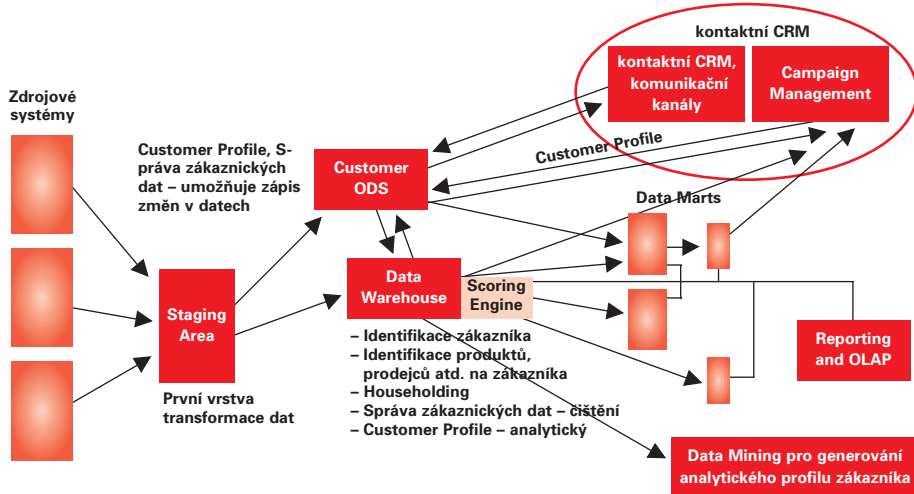 kontaktní CRM
kontaktní CRM,
komunikační
kanály
Campaign
Management
Zdrojové
systémy
Customer Profile, S-
práva zákaznických
dat – umožňuje zápis
změn v datech
Customer
ODS
Customer Profile
Data Marts
Staging
Area
První vrstva
transformace dat
Data
Warehouse
Scoring
Engine
– Identifikace zákazníka
– Identifikace produktů,
prodejců atd. na zákazníka
– Householding
– Správa zákaznických dat – čištění
– Customer Profile – analytický
Reporting
and OLAP
Data Mining pro generování
analytického profilu zákazníka